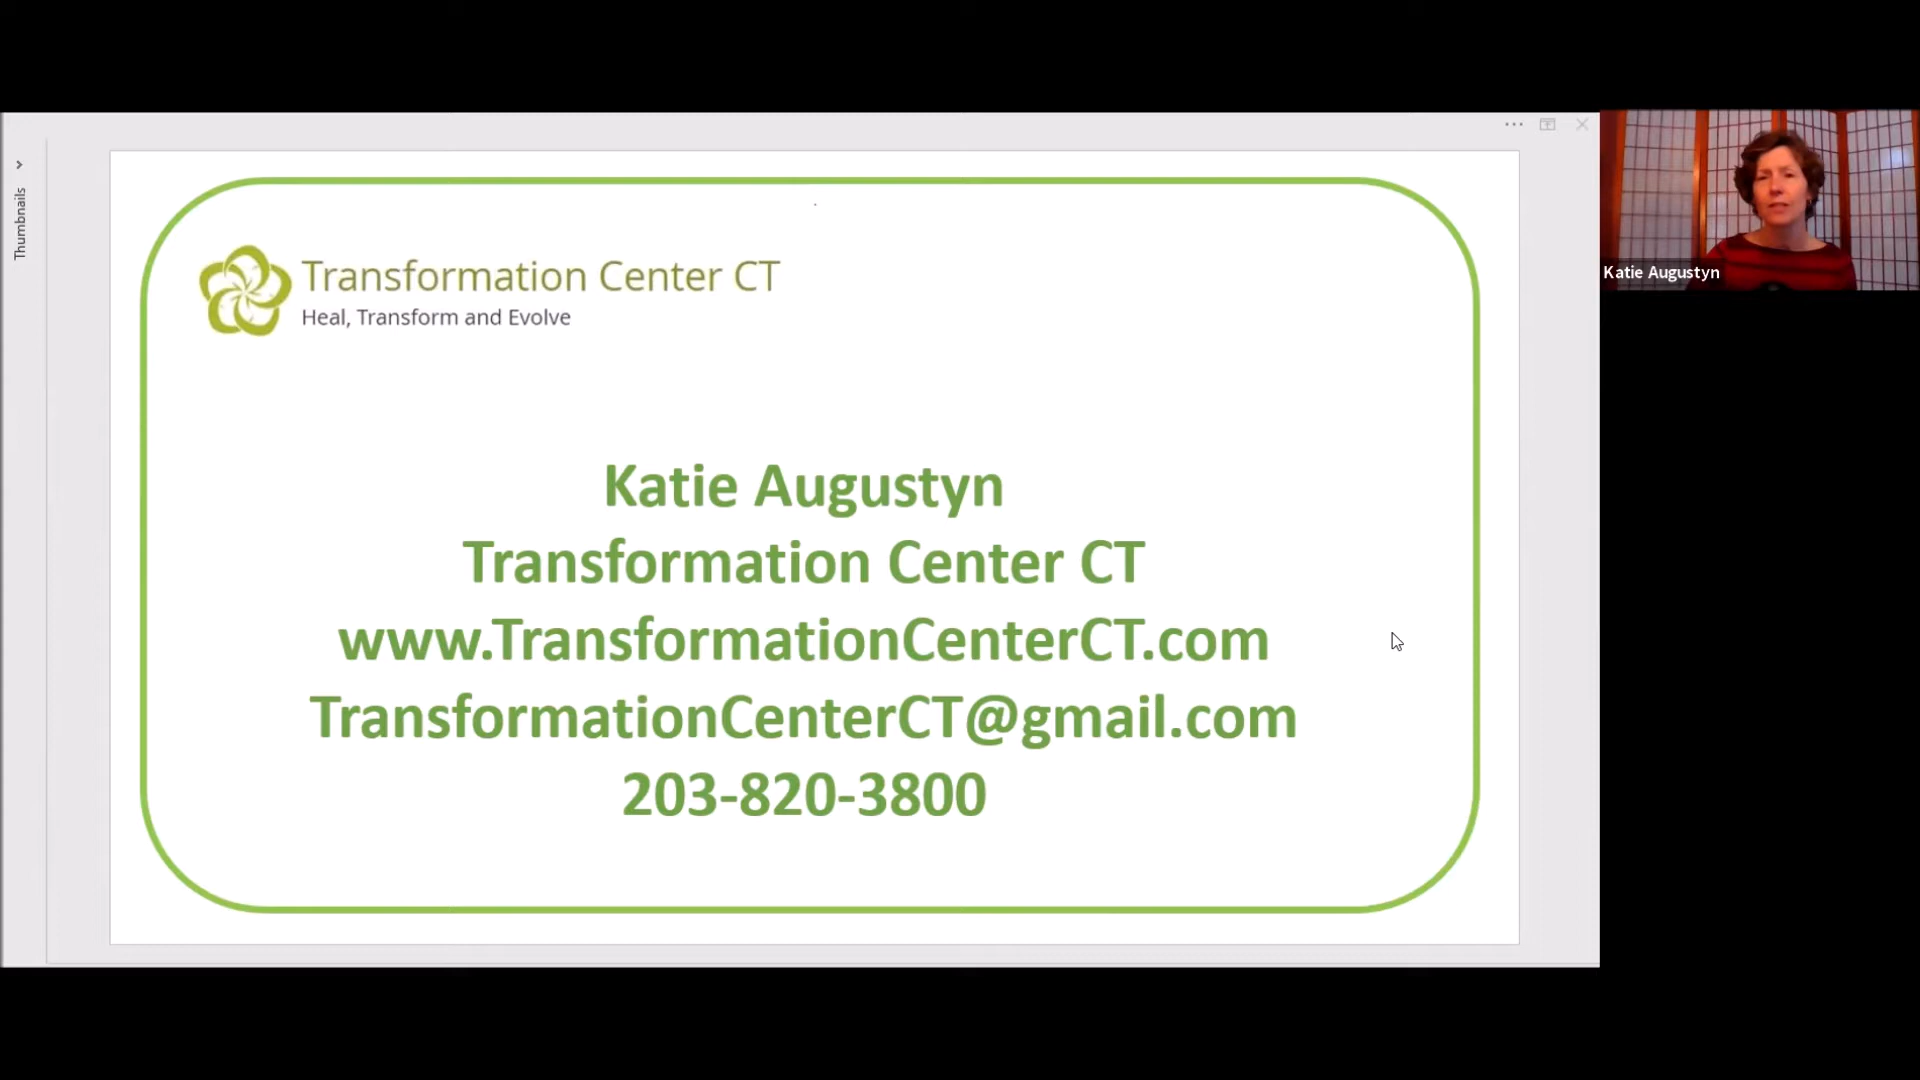 Thumbnails
Transformation Center CT
Heal, Transform and Evolve
Katie Augustyn
Transformation Center CT
www.TransformationCenterCT.com
TransformationCenterCT@gmail.com
203-820-3800
Katie Augustyn